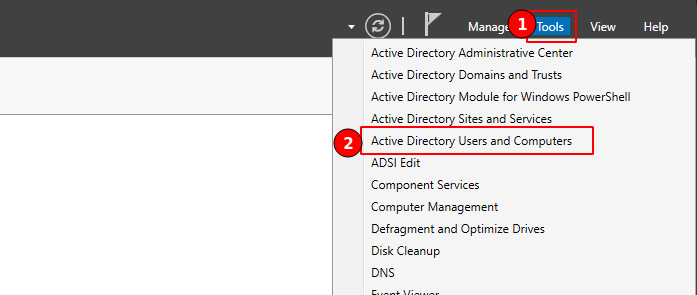 Manage Tools View Help
1
Active Directory Administrative Center
Active Directory Domains and Trusts
Active Directory Module for Windows PowerShell
Active Directory Sites and Services
2
Active Directory Users and Computers
ADSI Edit
Component Services
Computer Management
Defragment and Optimize Drives
Disk Cleanup
DNS
Event Viewer